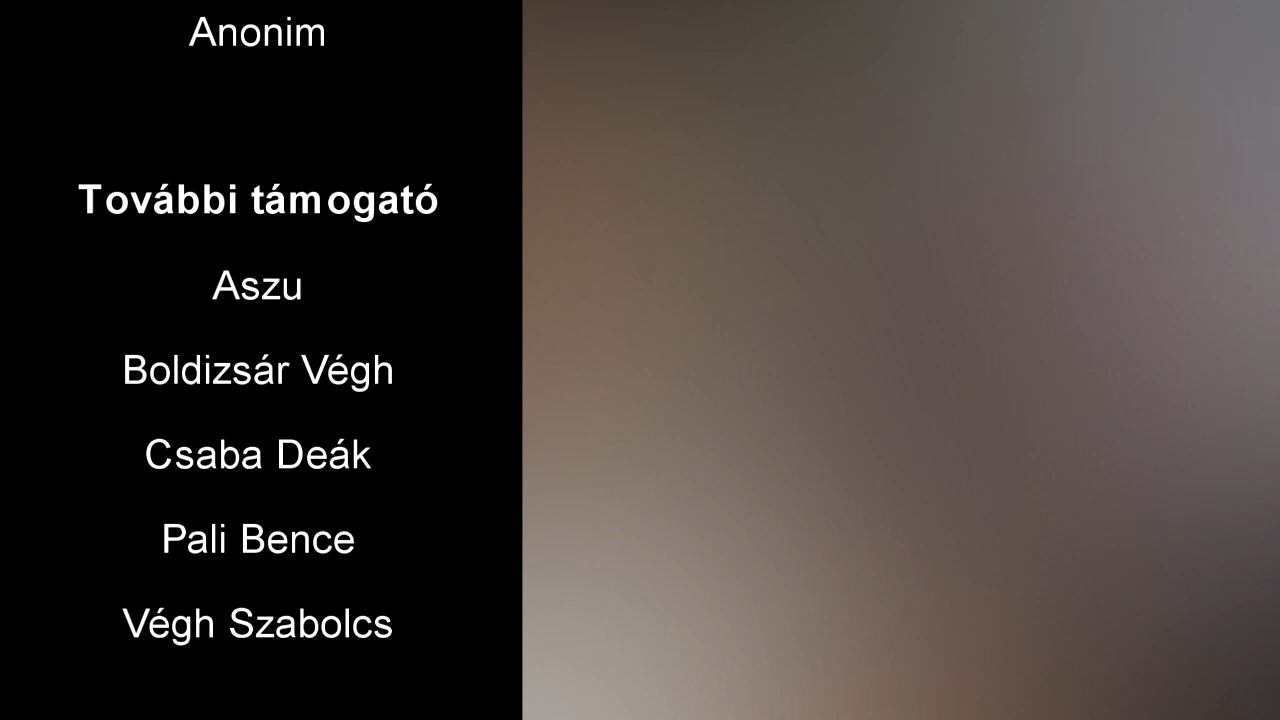 Anonim
További támogató
Aszu
Boldizsár Végh
Csaba Deák
Pali Bence
Végh Szabolcs